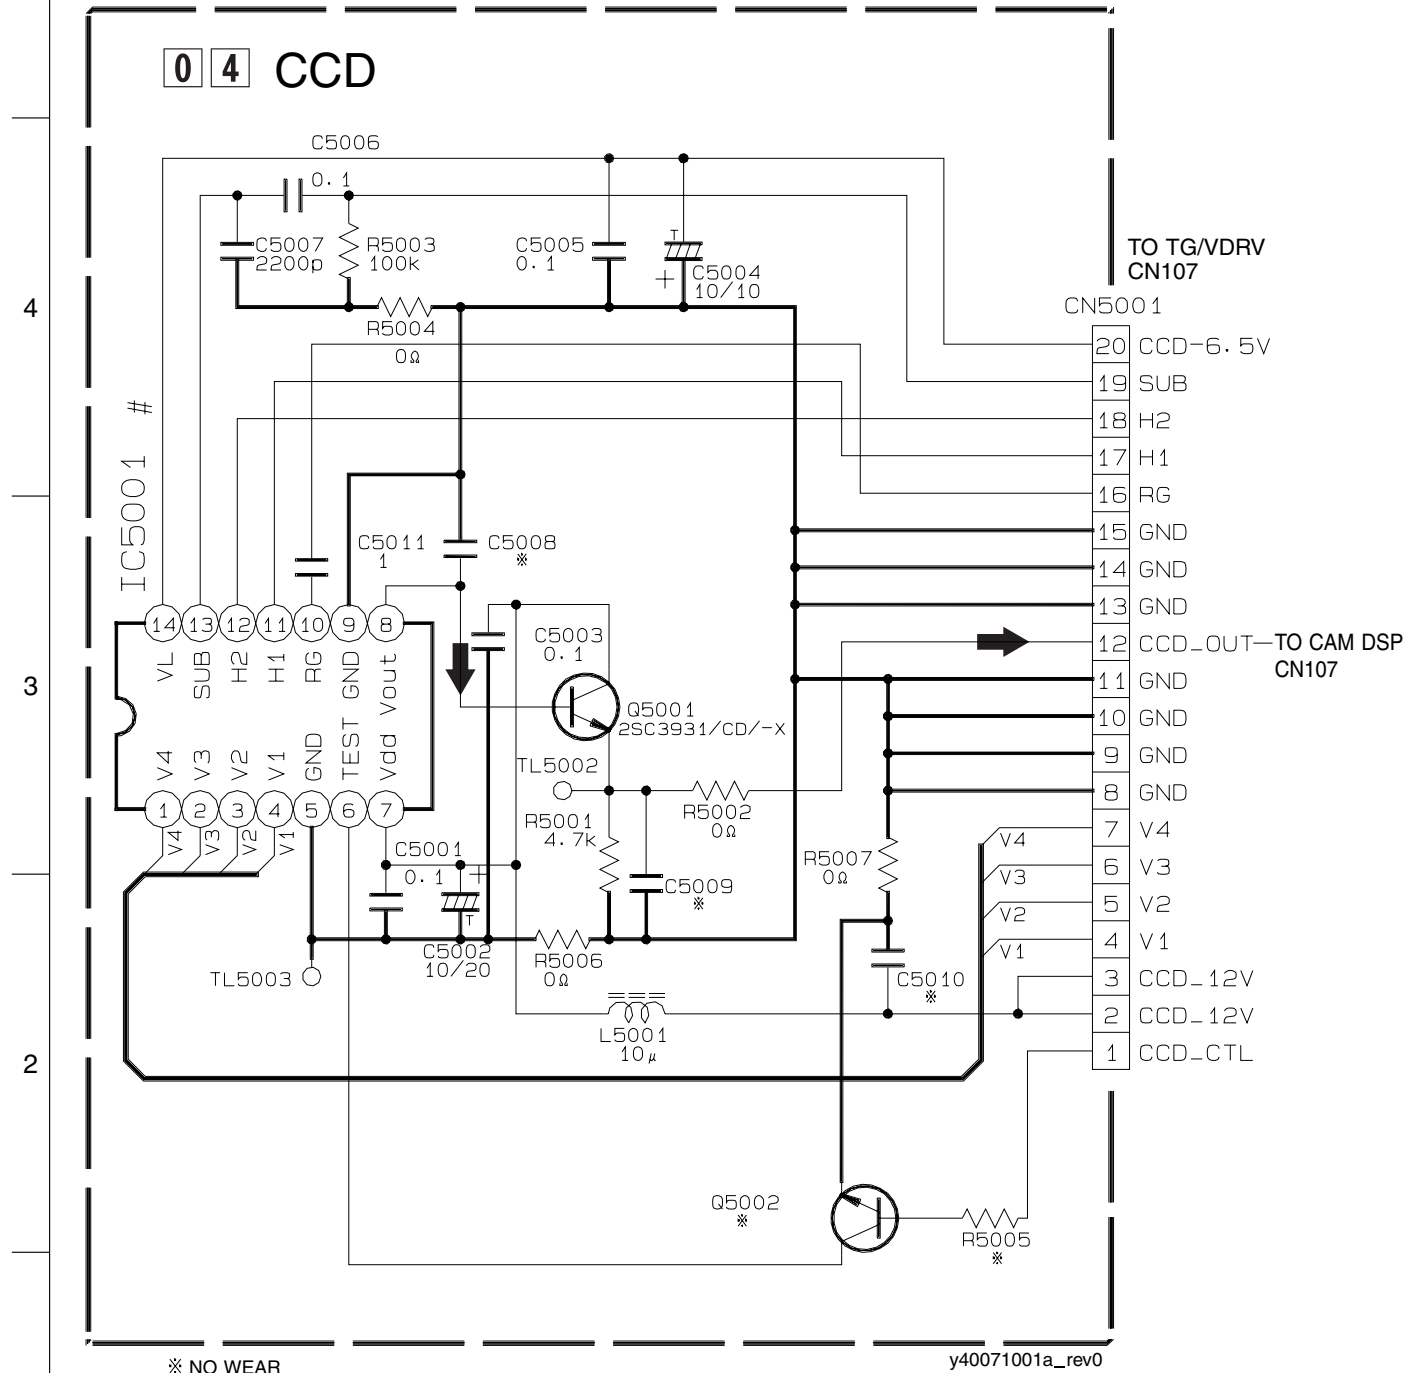 0 4 CCD
C5006
0.1
C5007
2200p
R5003
100k
C5005
0.1
T
+
C5004
10/10
R5004
0Ω
TO TG/VDRV
CN107
CN5001
4
20 CCD-6.5V
19 SUB
18 H2
17 H1
16 RG
15 GND
14 GND
13 GND
12 CCD_OUT
TO CAM DSP
CN107
11 GND
10 GND
9 GND
8 GND
7 V4
6 V3
5 V2
4 V1
3 CCD_12V
2 CCD_12V
1 CCD_CTL
IC5001 #
C5011
1
C5008
※
14 13 12 11 10 9 8
VL SUB H2 H1 RG GND Vout
V4 V3 V2 V1 GND TEST Vdd
1 2 3 4 5 6 7
V4 V3 V2 V1
3
C5003
0.1
Q5001
2SC3931/CD/-X
TL5002
R5002
0Ω
R5001
4.7k
C5009
※
R5007
0Ω
C5001
0.1
+
T
C5002
10/20
R5006
0Ω
TL5003
C5010
※
L5001
10μ
V4
V3
V2
V1
2
Q5002
※
R5005
※
※ NO WEAR
y40071001a_rev0